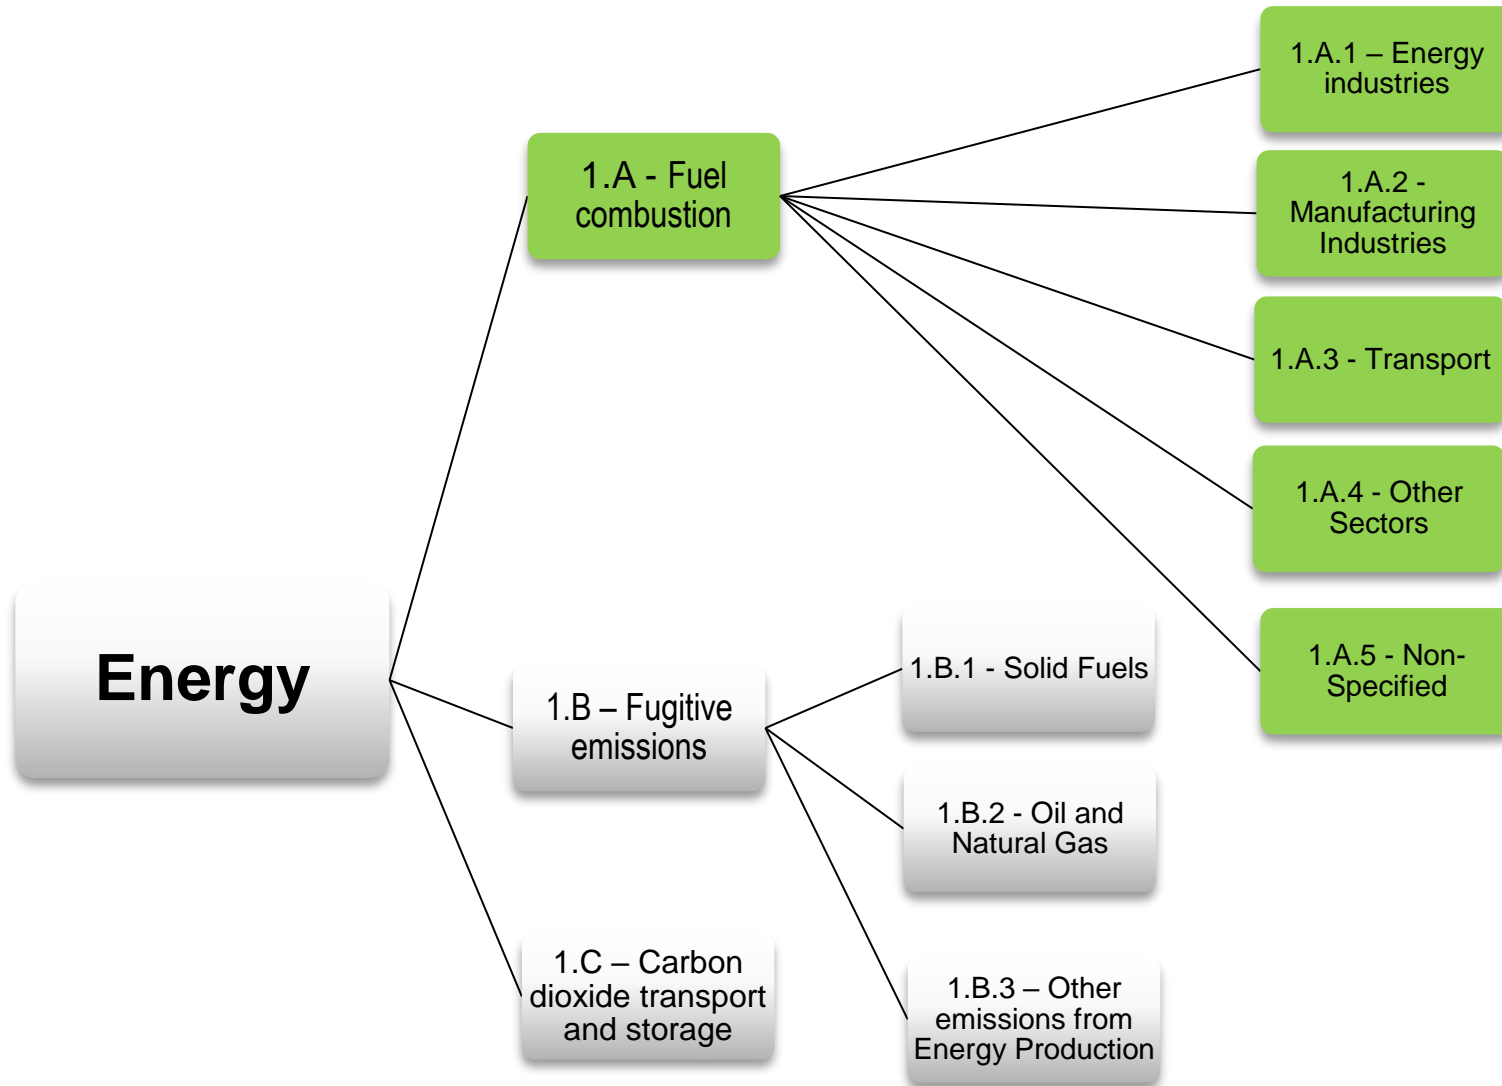 Energy
1.A - Fuel
combustion
1.A.1 – Energy
industries
1.A.2 -
Manufacturing
Industries
1.A.3 - Transport
1.A.4 - Other
Sectors
1.A.5 - Non-
Specified
1.B – Fugitive
emissions
1.B.1 - Solid Fuels
1.B.2 - Oil and
Natural Gas
1.B.3 – Other
emissions from
Energy Production
1.C – Carbon
dioxide transport
and storage